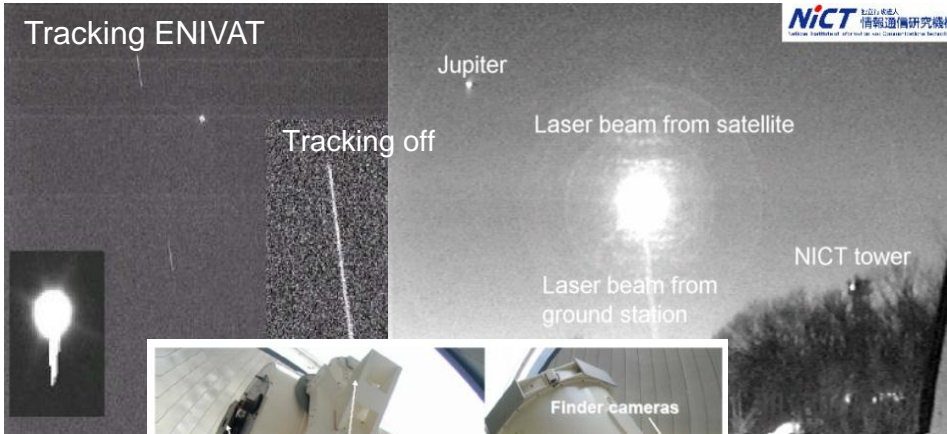 Tracking ENIVAT
NiCT
情報通信研究機
Jupiter
Laser beam from satellite
Tracking off
NICT tower
Laser beam from
ground station
Finder cameras